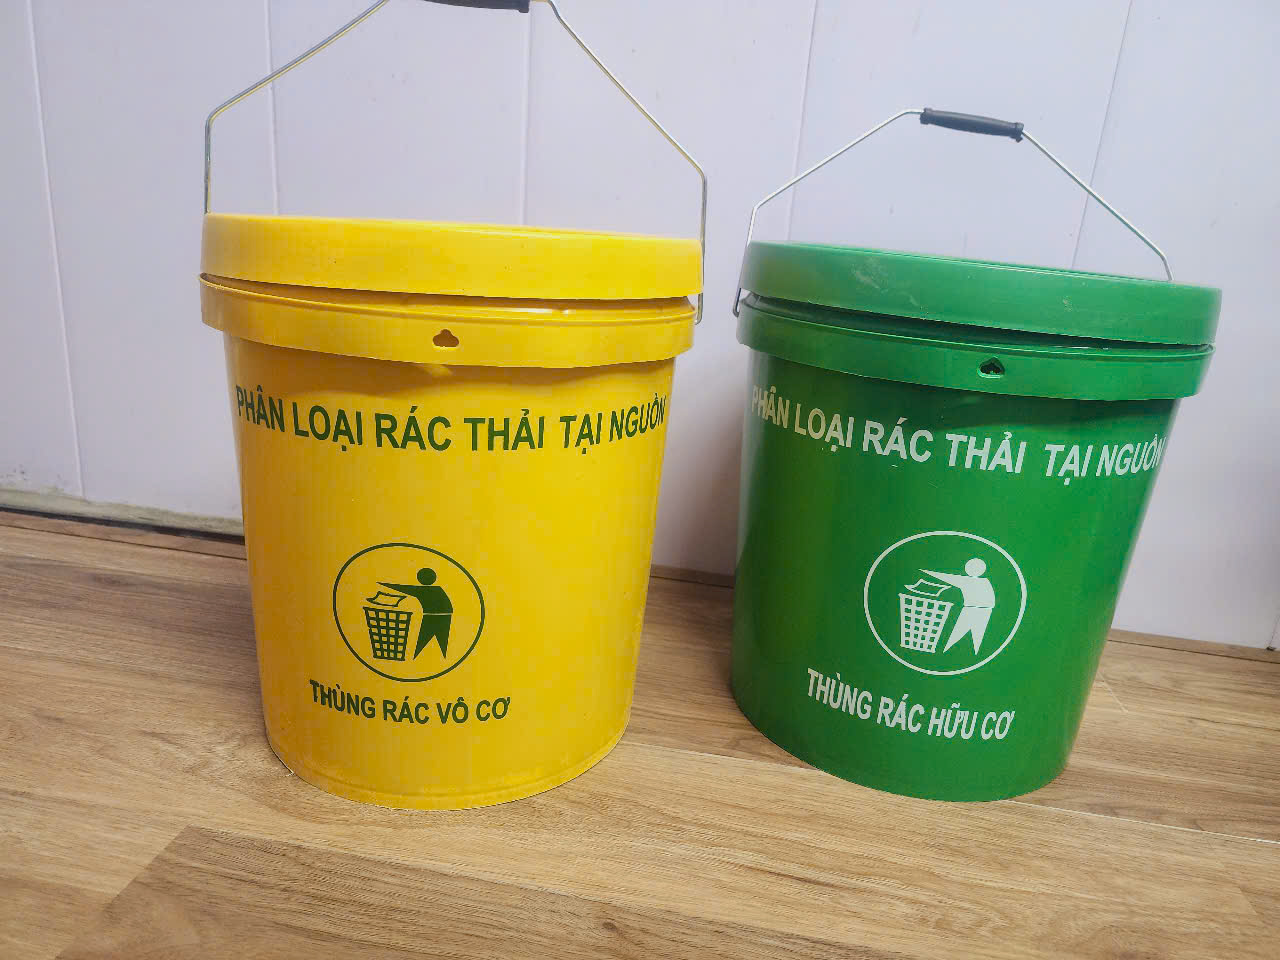 PHÂN LOẠI RÁC THẢI TẠI NGUỒN
THÙNG RÁC VÔ CƠ
PHÂN LOẠI RÁC THẢI TẠI NGUỒN
THÙNG RÁC HỮU CƠ